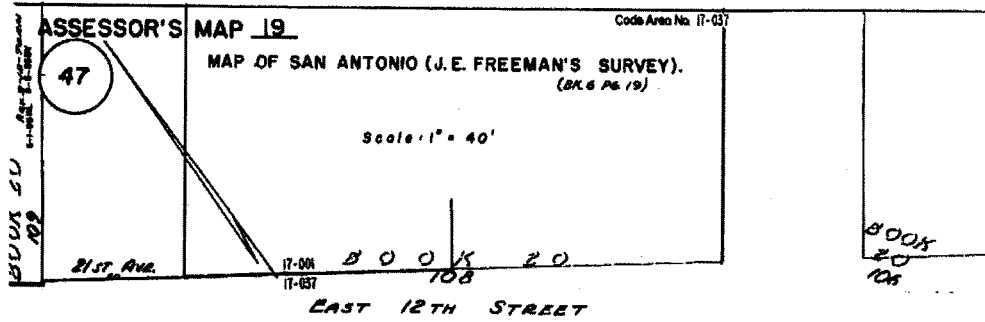 ASSESSOR'S MAP 19
Code Area No. 17-037
47
MAP OF SAN ANTONIO (J.E. FREEMAN'S SURVEY).
(BK.6 PG.19)
Scale: 1" = 40'
BOOK 20
109
21ST. AVE.
17-001
17-037
BOOK 20
108
BOOK
20
106
EAST 12TH STREET